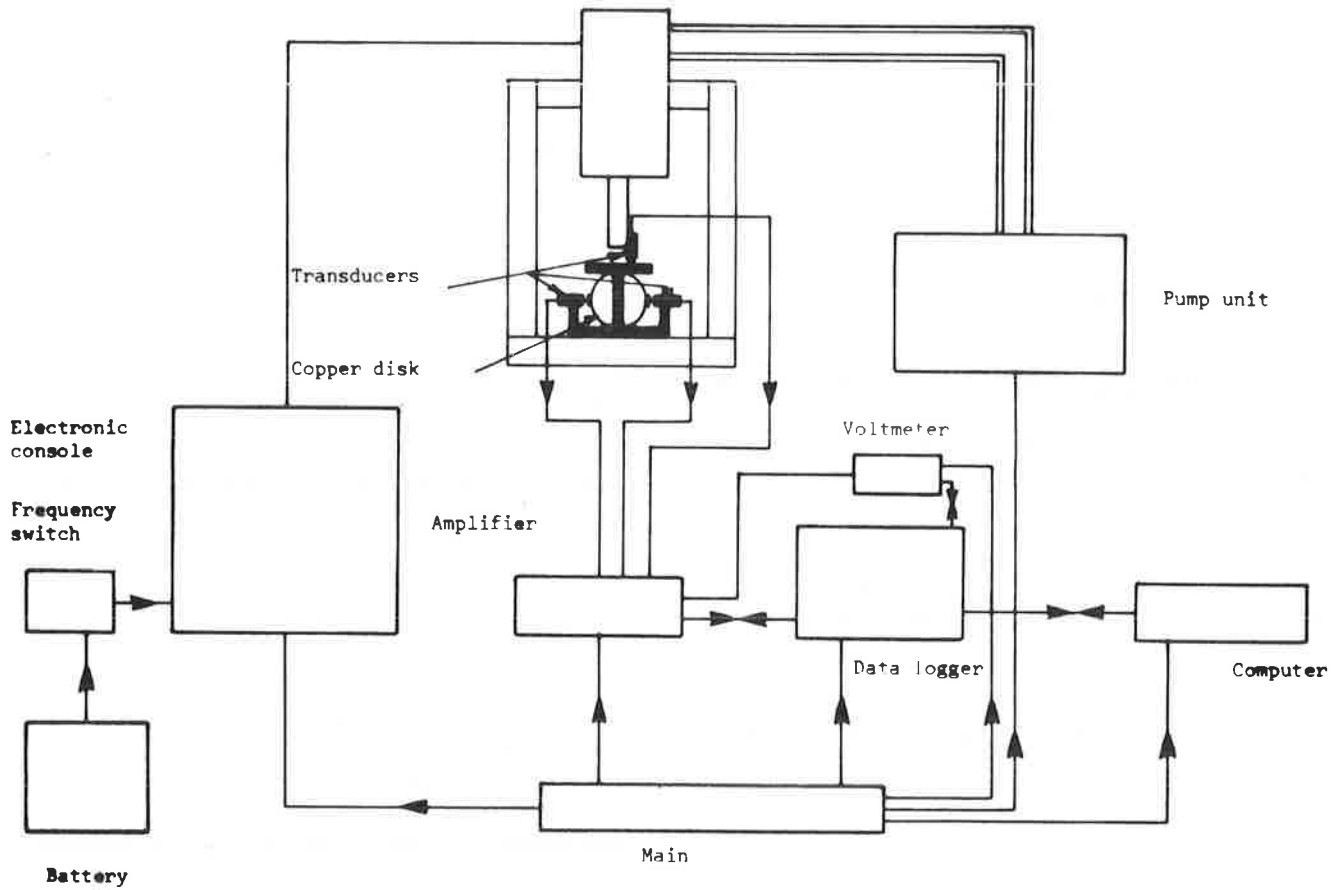 Transducers
Pump unit
Copper disk
Electronic
console
Voltmeter
Frequency
switch
Amplifier
Data logger
Computer
Main
Battery